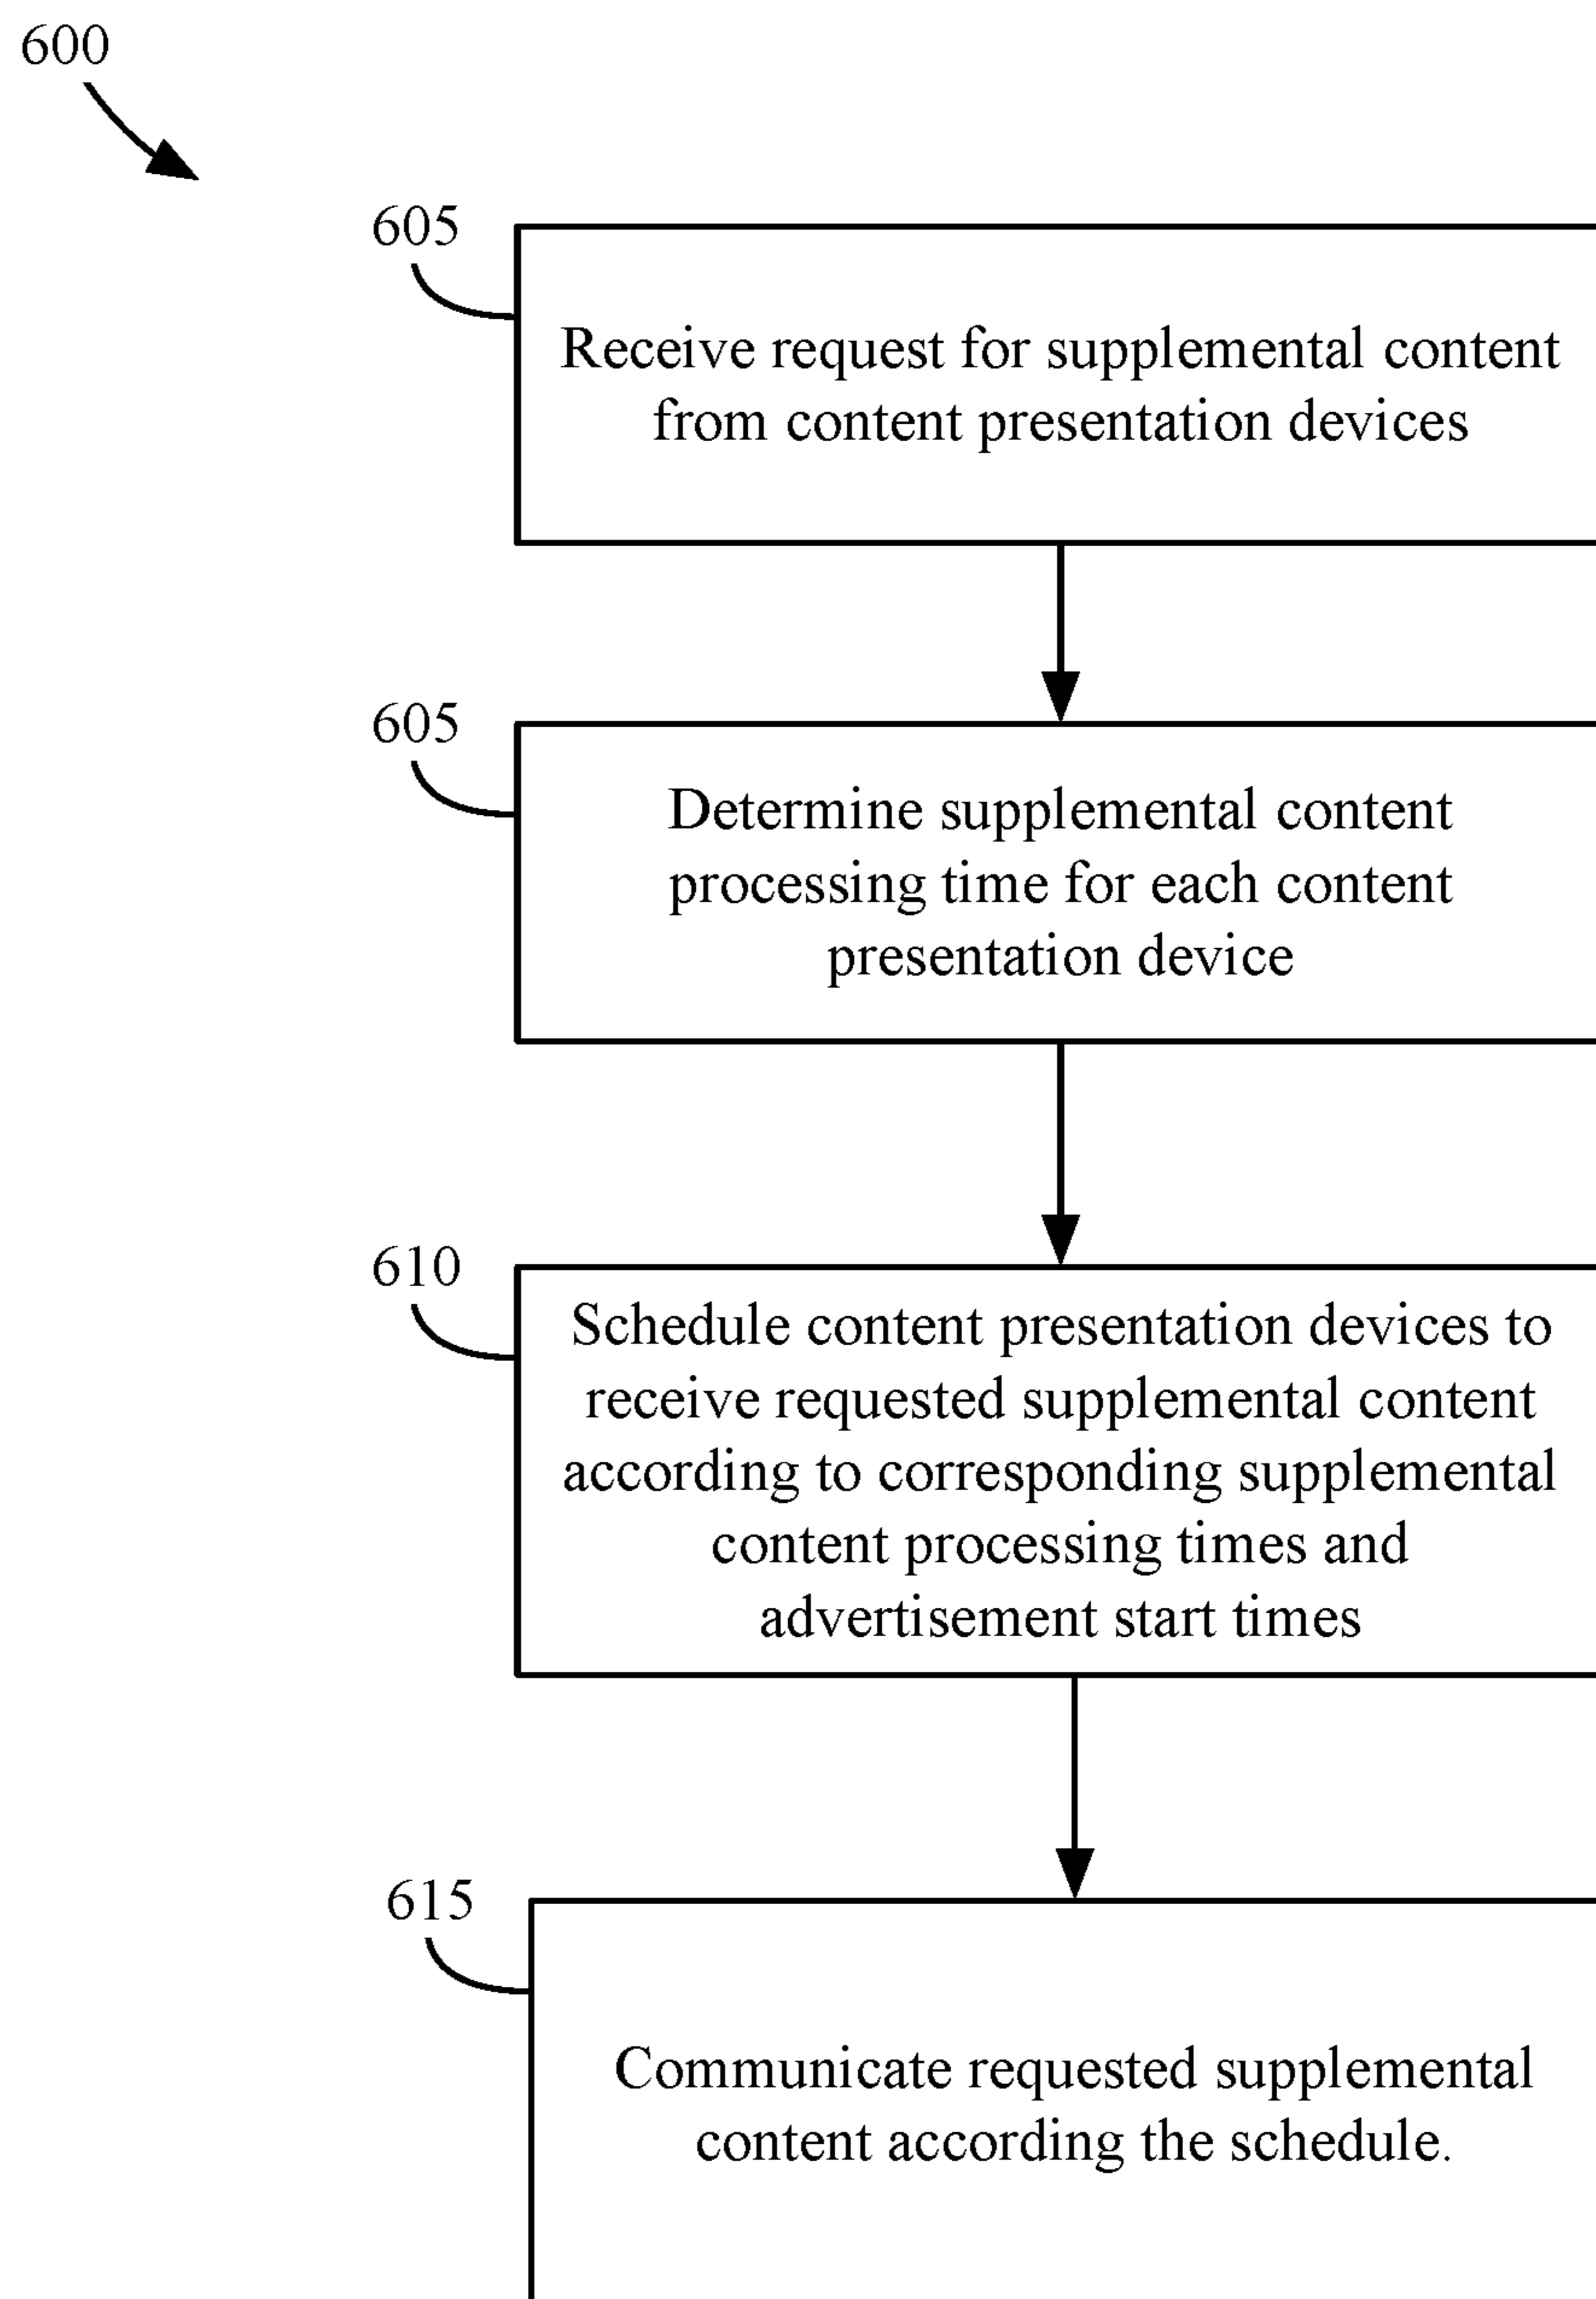 600
605
Receive request for supplemental content
from content presentation devices
605
Determine supplemental content
processing time for each content
presentation device
610
Schedule content presentation devices to
receive requested supplemental content
according to corresponding supplemental
content processing times and
advertisement start times
615
Communicate requested supplemental
content according the schedule.